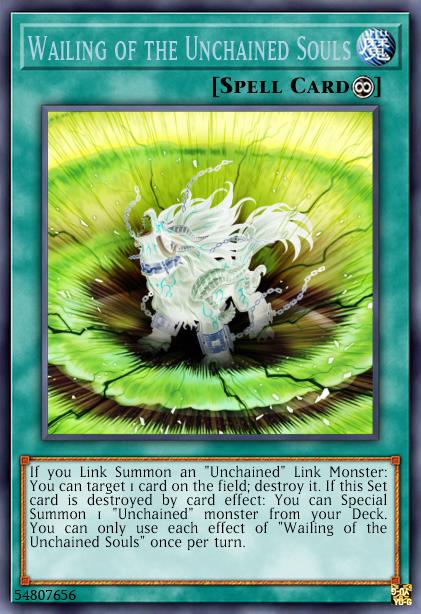 WAILING OF THE UNCHAINED SOULS 魔
[SPELL CARD]
If you Link Summon an "Unchained" Link Monster:
You can target 1 card on the field; destroy it. If this Set
card is destroyed by card effect: You can Special
Summon 1 "Unchained" monster from your Deck.
You can only use each effect of "Wailing of the
Unchained Souls" once per turn.
54807656